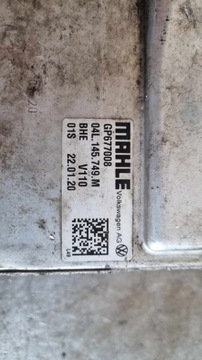 GP677008
04L.145.749.M
BHE V110
01S 22.01.20
MAHLE
Volkswagen AG